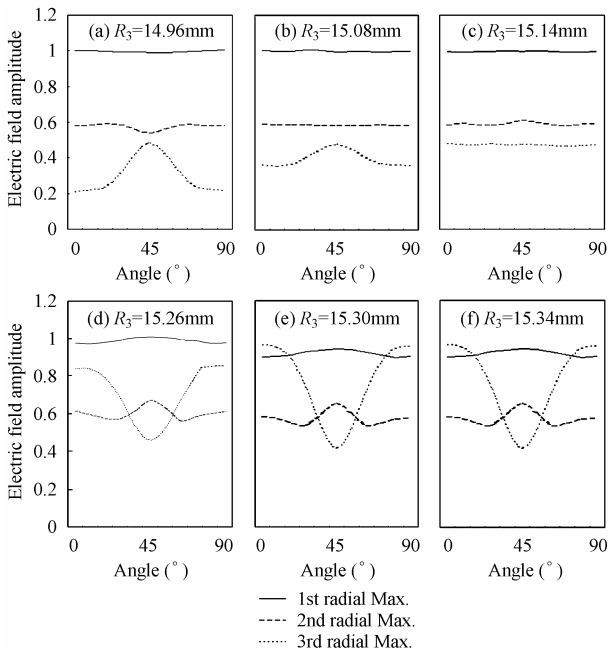 Electric field amplitude
1.2
1
0.8
0.6
0.4
0.2
0
(a) R3=14.96mm
0 45 90
Angle (°)
(b) R3=15.08mm
0 45 90
Angle (°)
(c) R3=15.14mm
0 45 90
Angle (°)
Electric field amplitude
1.2
1
0.8
0.6
0.4
0.2
0
(d) R3=15.26mm
0 45 90
Angle (°)
(e) R3=15.30mm
0 45 90
Angle (°)
(f) R3=15.34mm
0 45 90
Angle (°)
1st radial Max.
2nd radial Max.
3rd radial Max.